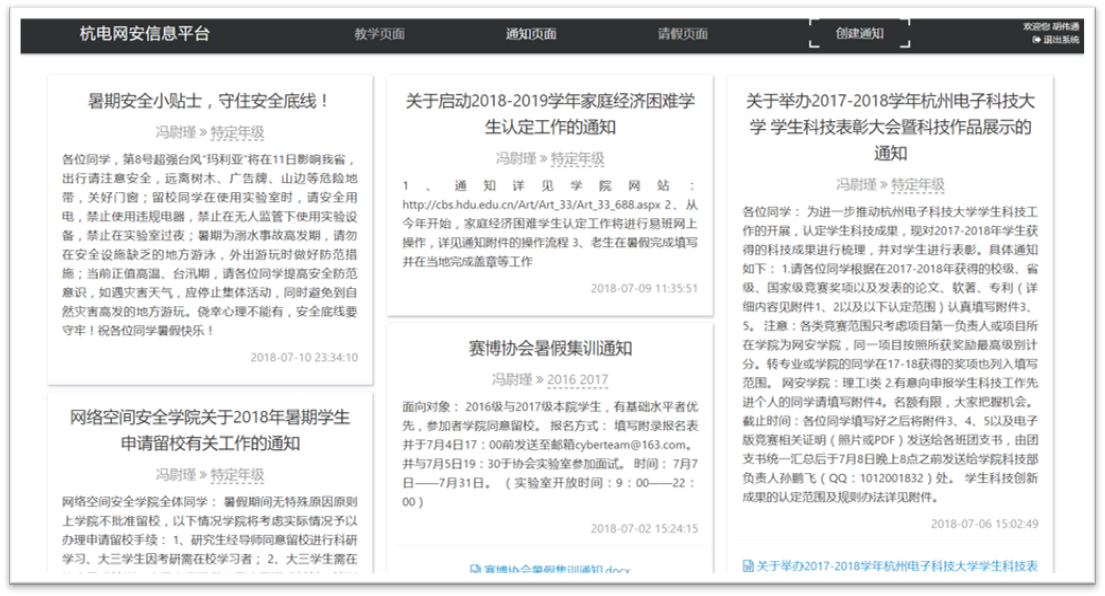 杭电网安信息平台
教学页面
通知页面
请假页面
创建通知
欢迎您 胡伟通
退出系统
暑期安全小贴士，守住安全底线！
冯尉瑾 » 特定年级
各位同学，第8号超强台风“玛利亚”将在11日影响我省，
出行请注意安全，远离树木、广告牌、山边等危险地
带，关好门窗；留校同学在使用实验室时，请安全用
电，禁止使用违规电器，禁止在无人监管下使用实验设
备，禁止在实验室过夜；暑期为溺水事故高发期，请勿
在安全设施缺乏的地方游泳，外出游玩时做好防范措
施；当前正值高温、台汛期，请各位同学提高安全防范
意识，如遇灾害天气，应停止集体活动，同时避免到自
然灾害高发的地方游玩。侥幸心理不能有，安全底线要
守牢！祝各位同学暑假快乐！
2018-07-10 23:34:10
网络空间安全学院关于2018年暑期学生
申请留校有关工作的通知
冯尉瑾 » 特定年级
网络空间安全学院全体同学： 暑假期间无特殊原因原则
上学院不批准留校，以下情况学院将考虑实际情况予以
办理申请留校手续： 1、研究生经导师同意留校进行科研
学习、大三学生因考研需在校学习者； 2、大三学生需在
关于启动2018-2019学年家庭经济困难学
生认定工作的通知
冯尉瑾 » 特定年级
1 、 通 知 详 见 学 院 网 站 ：
http://cbs.hdu.edu.cn/Art/Art_33/Art_33_688.aspx 2、从
今年开始，家庭经济困难学生认定工作将进行易班网上
操作，详见通知附件的操作流程 3、老生在暑假完成填写
并在当地完成盖章等工作
2018-07-09 11:35:51
赛博协会暑假集训通知
冯尉瑾 » 2016 2017
面向对象： 2016级与2017级本院学生，有基础水平者优
先，参加者学院同意留校。 报名方式： 填写附录报名表
并于7月4日17：00前发送至邮箱cyberteam@163.com。
并与7月5日19：30于协会实验室参加面试。 时间： 7月7
日——7月31日。（实验室开放时间：9：00——22：
00）
2018-07-02 15:24:15
赛博协会暑假集训通知.docx
关于举办2017-2018学年杭州电子科技大
学 学生科技表彰大会暨科技作品展示的
通知
冯尉瑾 » 特定年级
各位同学： 为进一步推动杭州电子科技大学学生科技工
作的开展，认定学生科技成果，现对2017-2018年学生获
得的科技成果进行梳理，并对学生进行表彰。具体通知
如下： 1.请各位同学根据在2017-2018年获得的校级、省
级、国家级竞赛奖项以及发表的论文、软著、专利（详
细内容见附件1、2以及以下认定范围）认真填写附件3、
5。 注意：各类竞赛范围只考虑项目第一负责人或项目所
在学院为网安学院，同一项目按照所获奖励最高级别计
分。转专业或学院的同学在17-18获得的奖项也列入填写
范围。 网安学院：理工I类 2.有意向申报学生科技工作先
进个人的同学请填写附件4。名额有限，大家把握机会。
截止时间：各位同学填写好之后将附件3、4、5以及电子
版竞赛相关证明（照片或PDF）发送给各班团支书，由团
支书统一汇总后于7月8日晚上8点之前发送给学院科技部
负责人孙鹏飞（QQ：1012001832）处。 学生科技创新
成果的认定范围及规则办法详见附件。
2018-07-06 15:02:49
关于举办2017-2018学年杭州电子科技大学学生科技表